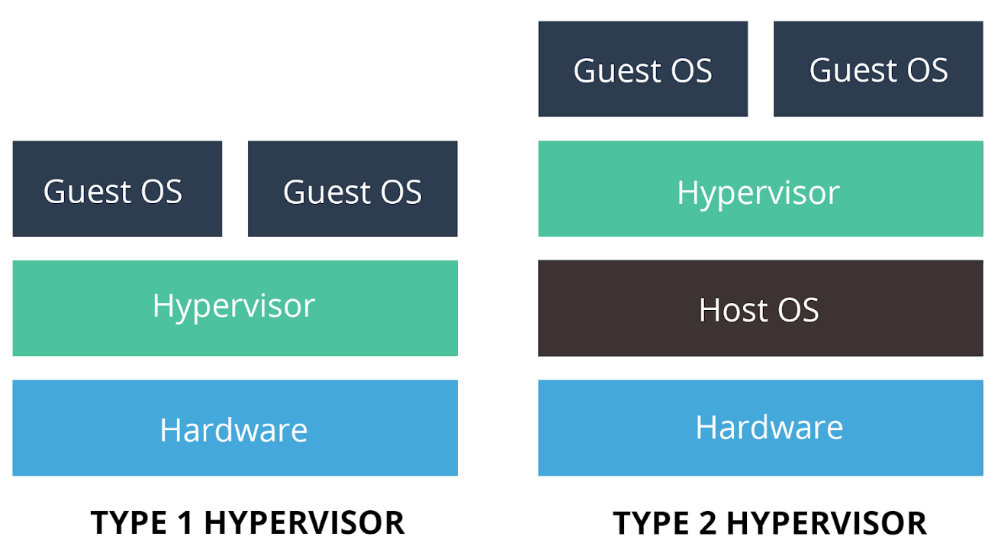 Guest OS
Guest OS
Hypervisor
Hardware
TYPE 1 HYPERVISOR
Guest OS
Guest OS
Hypervisor
Host OS
Hardware
TYPE 2 HYPERVISOR